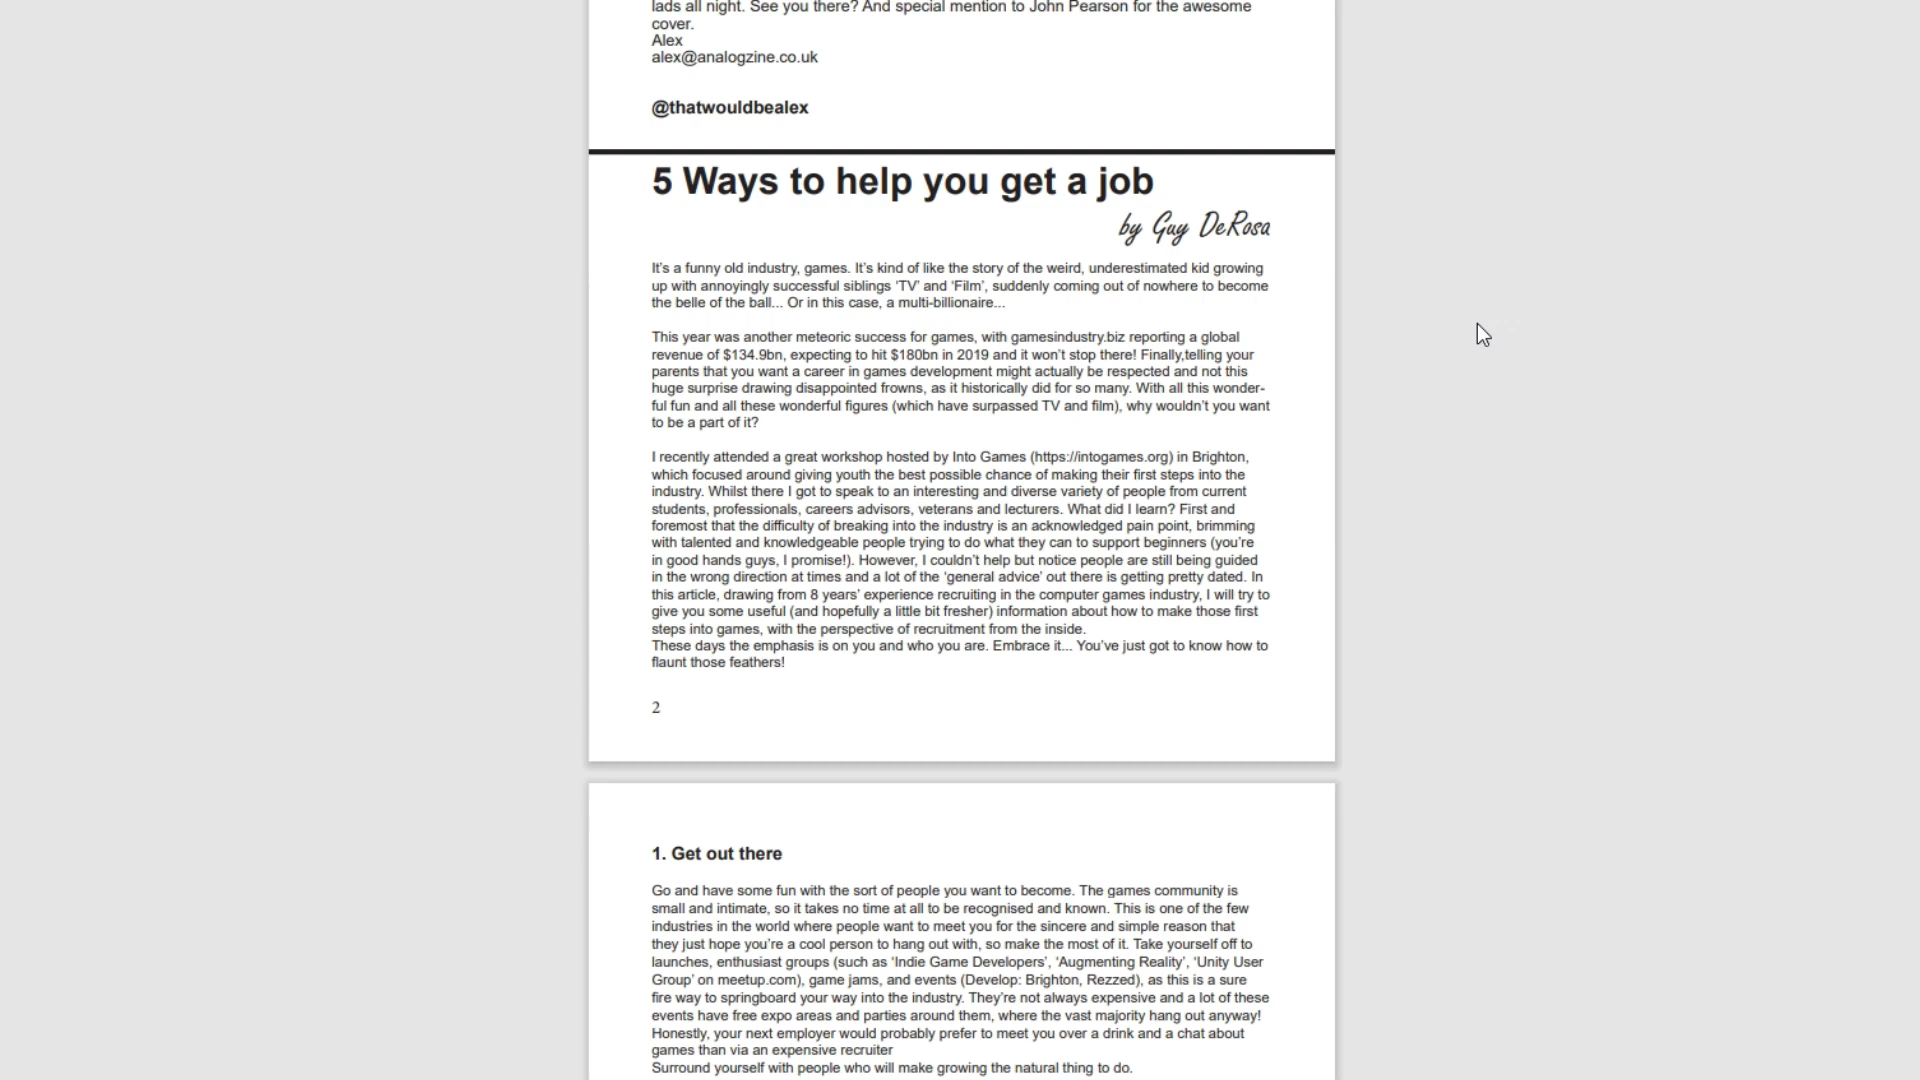 lads all night. See you there? And special mention to John Pearson for the awesome
cover.
Alex
alex@analogzine.co.uk
@thatwouldbealex
5 Ways to help you get a job
by Guy DeRosa
It's a funny old industry, games. It's kind of like the story of the weird, underestimated kid growing
up with annoyingly successful siblings 'TV' and 'Film', suddenly coming out of nowhere to become
the belle of the ball... Or in this case, a multi-billionaire...
This year was another meteoric success for games, with gamesindustry.biz reporting a global
revenue of $134.9bn, expecting to hit $180bn in 2019 and it won't stop there! Finally,telling your
parents that you want a career in games development might actually be respected and not this
huge surprise drawing disappointed frowns, as it historically did for so many. With all this wonder-
ful fun and all these wonderful figures (which have surpassed TV and film), why wouldn't you want
to be a part of it?
I recently attended a great workshop hosted by Into Games (https://intogames.org) in Brighton,
which focused around giving youth the best possible chance of making their first steps into the
industry. Whilst there I got to speak to an interesting and diverse variety of people from current
students, professionals, careers advisors, veterans and lecturers. What did I learn? First and
foremost that the difficulty of breaking into the industry is an acknowledged pain point, brimming
with talented and knowledgeable people trying to do what they can to support beginners (you're
in good hands guys, I promise!). However, I couldn't help but notice people are still being guided
in the wrong direction at times and a lot of the 'general advice' out there is getting pretty dated. In
this article, drawing from 8 years' experience recruiting in the computer games industry, I will try to
give you some useful (and hopefully a little bit fresher) information about how to make those first
steps into games, with the perspective of recruitment from the inside.
These days the emphasis is on you and who you are. Embrace it... You've just got to know how to
flaunt those feathers!
2
1. Get out there
Go and have some fun with the sort of people you want to become. The games community is
small and intimate, so it takes no time at all to be recognised and known. This is one of the few
industries in the world where people want to meet you for the sincere and simple reason that
they just hope you're a cool person to hang out with, so make the most of it. Take yourself off to
launches, enthusiast groups (such as 'Indie Game Developers', 'Augmenting Reality', 'Unity User
Group' on meetup.com), game jams, and events (Develop: Brighton, Rezzed), as this is a sure
fire way to springboard your way into the industry. They're not always expensive and a lot of these
events have free expo areas and parties around them, where the vast majority hang out anyway!
Honestly, your next employer would probably prefer to meet you over a drink and a chat about
games than via an expensive recruiter
Surround yourself with people who will make growing the natural thing to do.